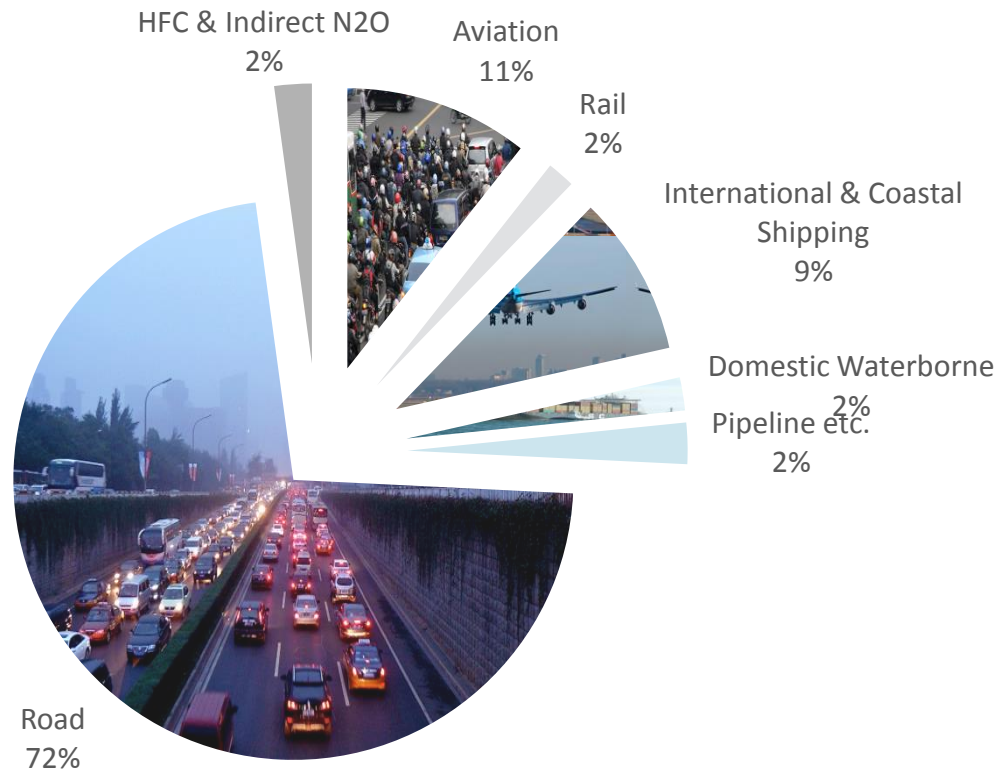 HFC & Indirect N2O
2%
Aviation
11%
Rail
2%
International & Coastal
Shipping
9%
Domestic Waterborne
2%
Pipeline etc.
2%
Road
72%